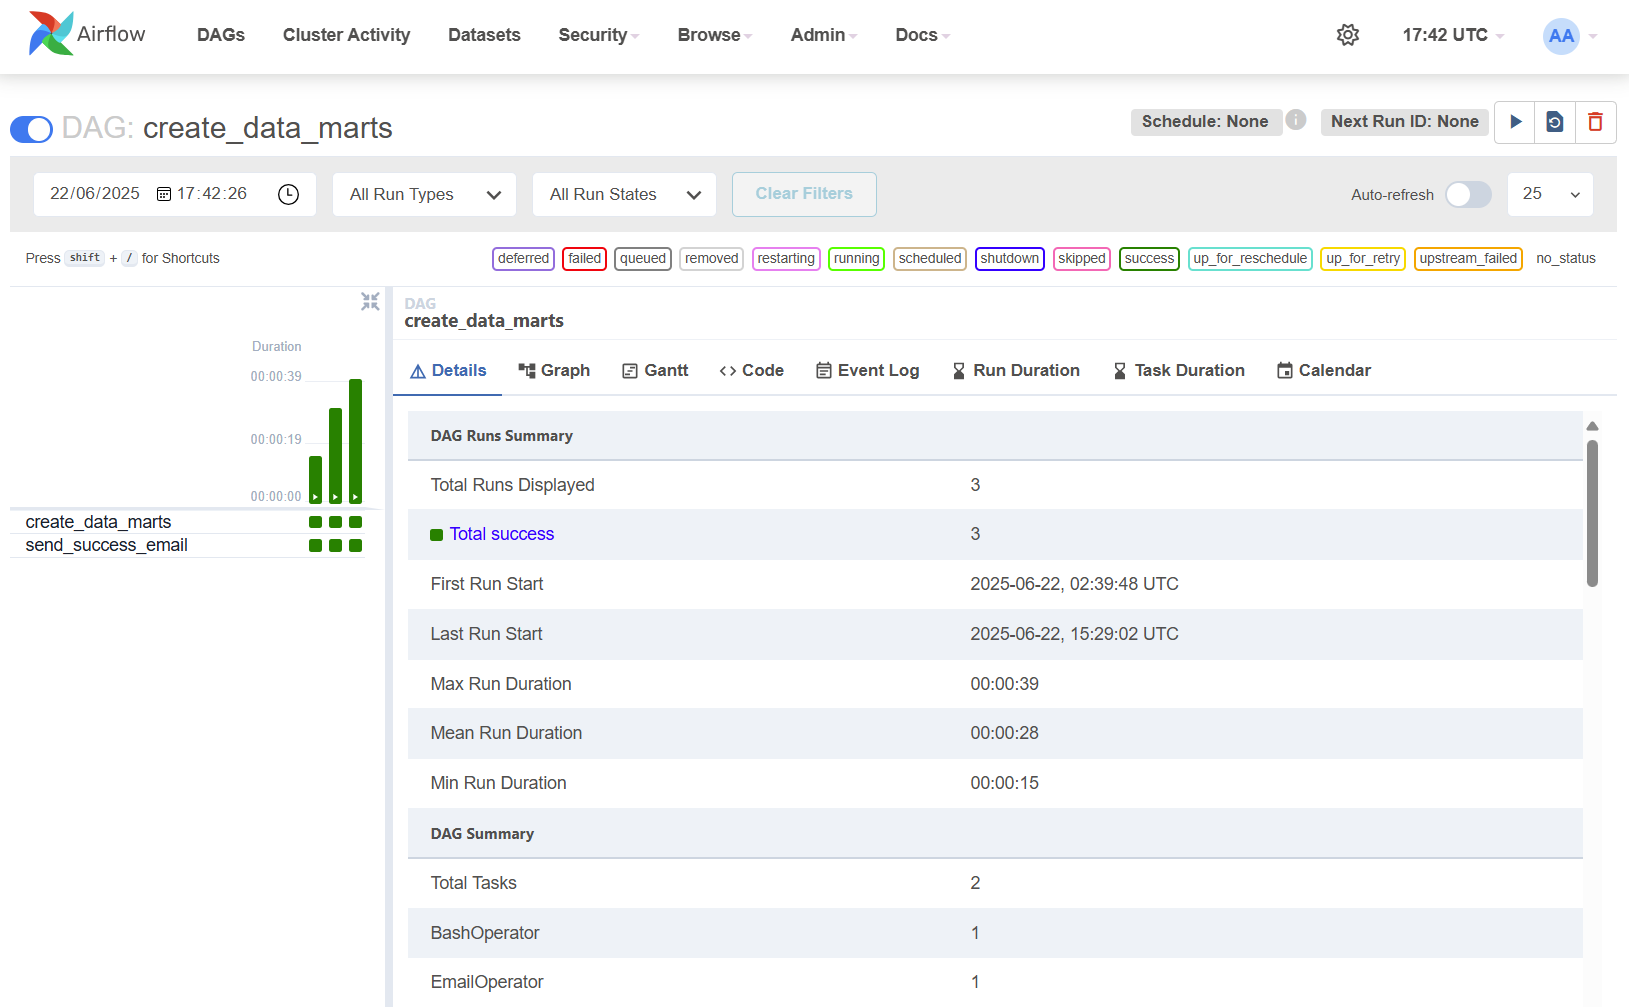 Airflow DAGs Cluster Activity Datasets Security Browse Admin Docs 17:42 UTC AA
DAG: create_data_marts Schedule: None i Next Run ID: None
22/06/2025 17:42:26 All Run Types All Run States Clear Filters Auto-refresh 25
Press shift + / for Shortcuts deferred failed queued removed restarting running scheduled shutdown skipped success up_for_reschedule up_for_retry upstream_failed no_status
Duration
00:00:39
00:00:19
00:00:00
create_data_marts
send_success_email
DAG
create_data_marts
Details Graph Gantt Code Event Log Run Duration Task Duration Calendar
DAG Runs Summary
Total Runs Displayed 3
Total success 3
First Run Start 2025-06-22, 02:39:48 UTC
Last Run Start 2025-06-22, 15:29:02 UTC
Max Run Duration 00:00:39
Mean Run Duration 00:00:28
Min Run Duration 00:00:15
DAG Summary
Total Tasks 2
BashOperator 1
EmailOperator 1